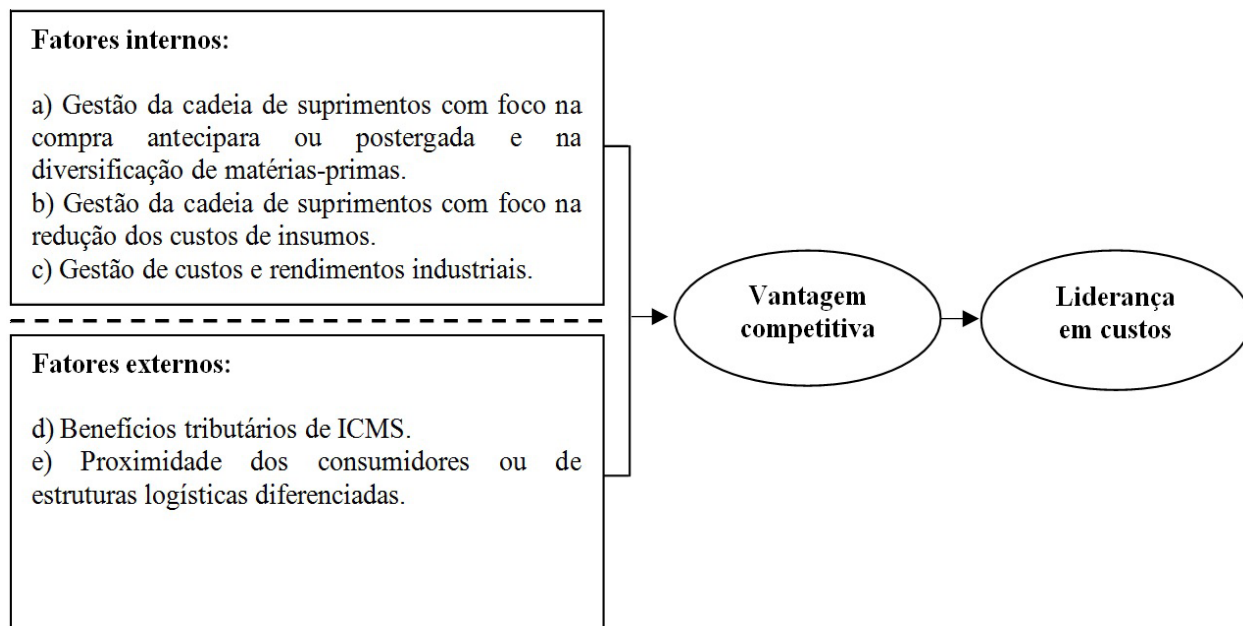 Fatores internos:
a) Gestão da cadeia de suprimentos com foco na
compra antecipara ou postergada e na
diversificação de matérias-primas.
b) Gestão da cadeia de suprimentos com foco na
redução dos custos de insumos.
c) Gestão de custos e rendimentos industriais.
Fatores externos:
d) Benefícios tributários de ICMS.
e) Proximidade dos consumidores ou de
estruturas logísticas diferenciadas.
Vantagem
competitiva
Liderança
em custos